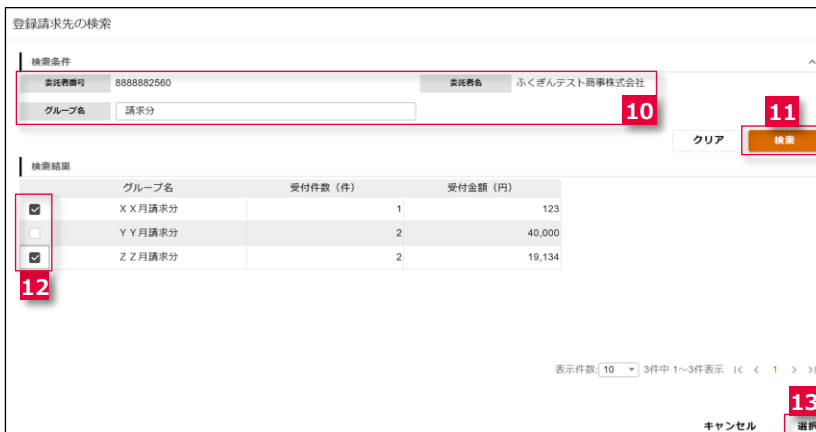 登録請求先の検索
検索条件
委託者番号 8888882560 委託者名 ふくぎんテスト商事株式会社
グループ名 請求分
10
11
クリア 検索
検索結果
グループ名 受付件数（件） 受付金額（円）
ＸＸ月請求分 1 123
ＹＹ月請求分 2 40,000
ＺＺ月請求分 2 19,134
12
表示件数: 10 3件中 1～3件表示 1
13
キャンセル 選択